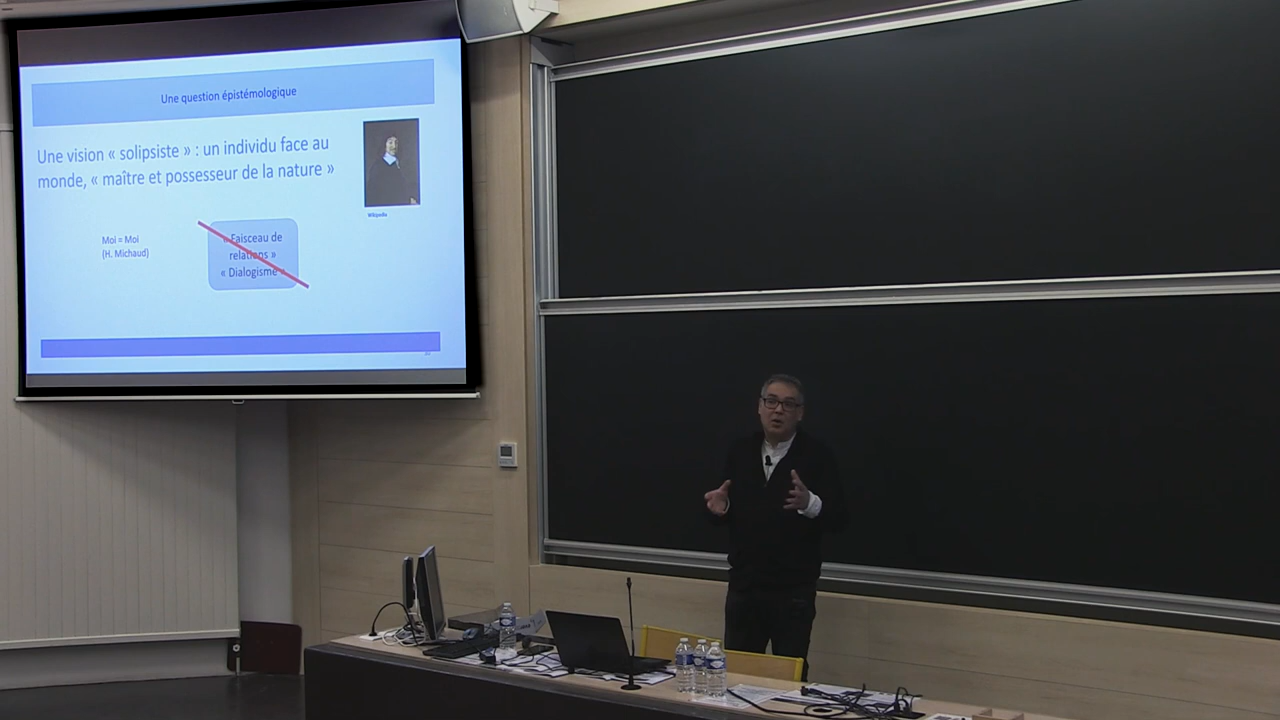 Une question épistémologique
Une vision « solipsiste » : un individu face au
monde, « maître et possesseur de la nature »
Wikipedia
Moi = Moi
(H. Michaud)
« Faisceau de
relations »
« Dialogisme »